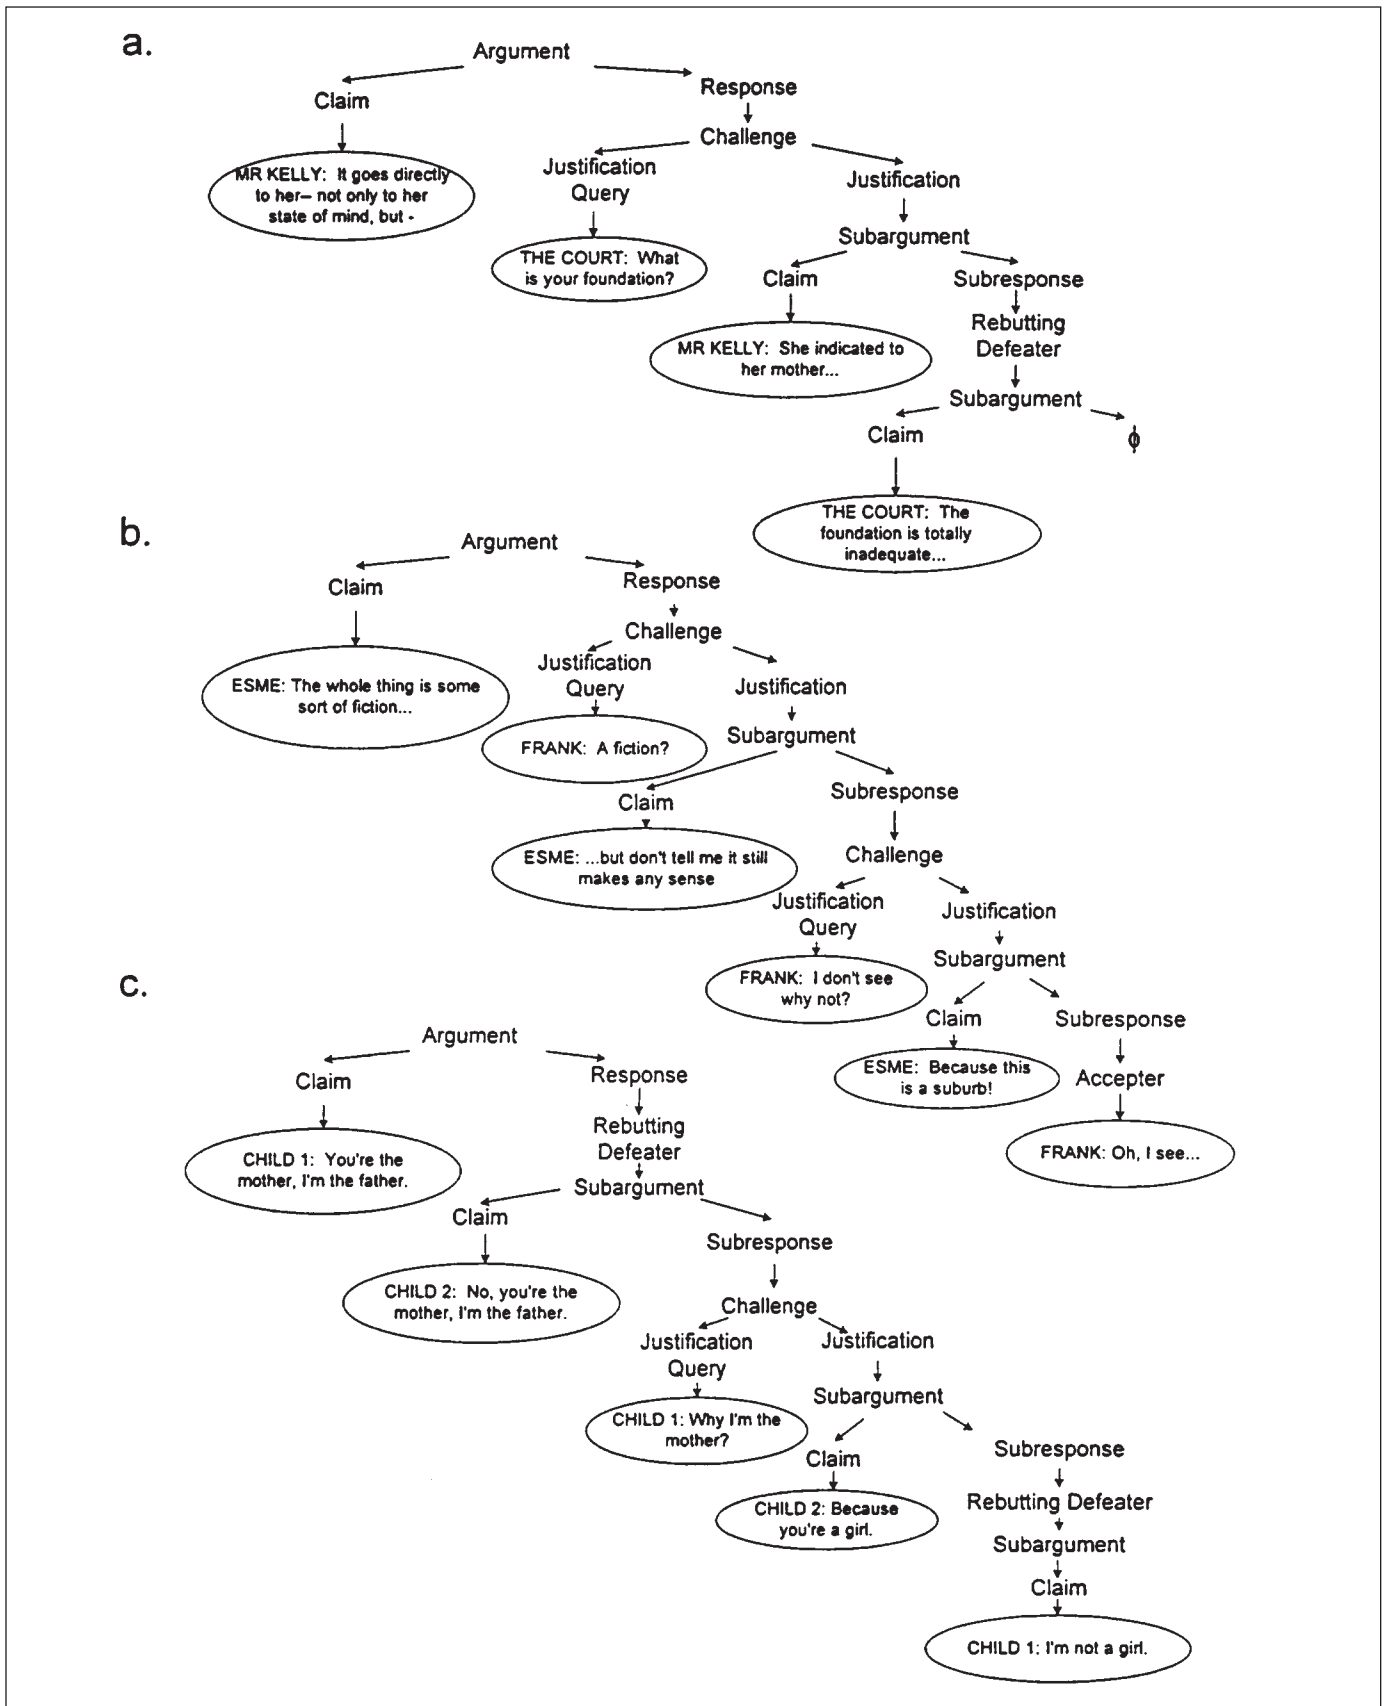 a.
Argument
Claim
Response
Challenge
MR KELLY: It goes directly
to her– not only to her
state of mind, but -
Justification
Query
Justification
THE COURT: What
is your foundation?
Subargument
Claim
Subresponse
MR KELLY: She indicated to
her mother...
Rebutting
Defeater
Subargument
Claim
ϕ
THE COURT: The
foundation is totally
inadequate...
b.
Argument
Claim
Response
Challenge
ESME: The whole thing is some
sort of fiction...
Justification
Query
Justification
FRANK: A fiction?
Subargument
Claim
Subresponse
ESME: ...but don't tell me it still
makes any sense
Challenge
Justification
Query
Justification
FRANK: I don't see
why not?
Subargument
Claim
Subresponse
ESME: Because this
is a suburb!
Accepter
FRANK: Oh, I see...
c.
Argument
Claim
Response
CHILD 1: You're the
mother, I'm the father.
Rebutting
Defeater
Subargument
Claim
Subresponse
CHILD 2: No, you're the
mother, I'm the father.
Challenge
Justification
Query
Justification
CHILD 1: Why I'm the
mother?
Subargument
Claim
Subresponse
CHILD 2: Because
you're a girl.
Rebutting Defeater
Subargument
Claim
CHILD 1: I'm not a girl.